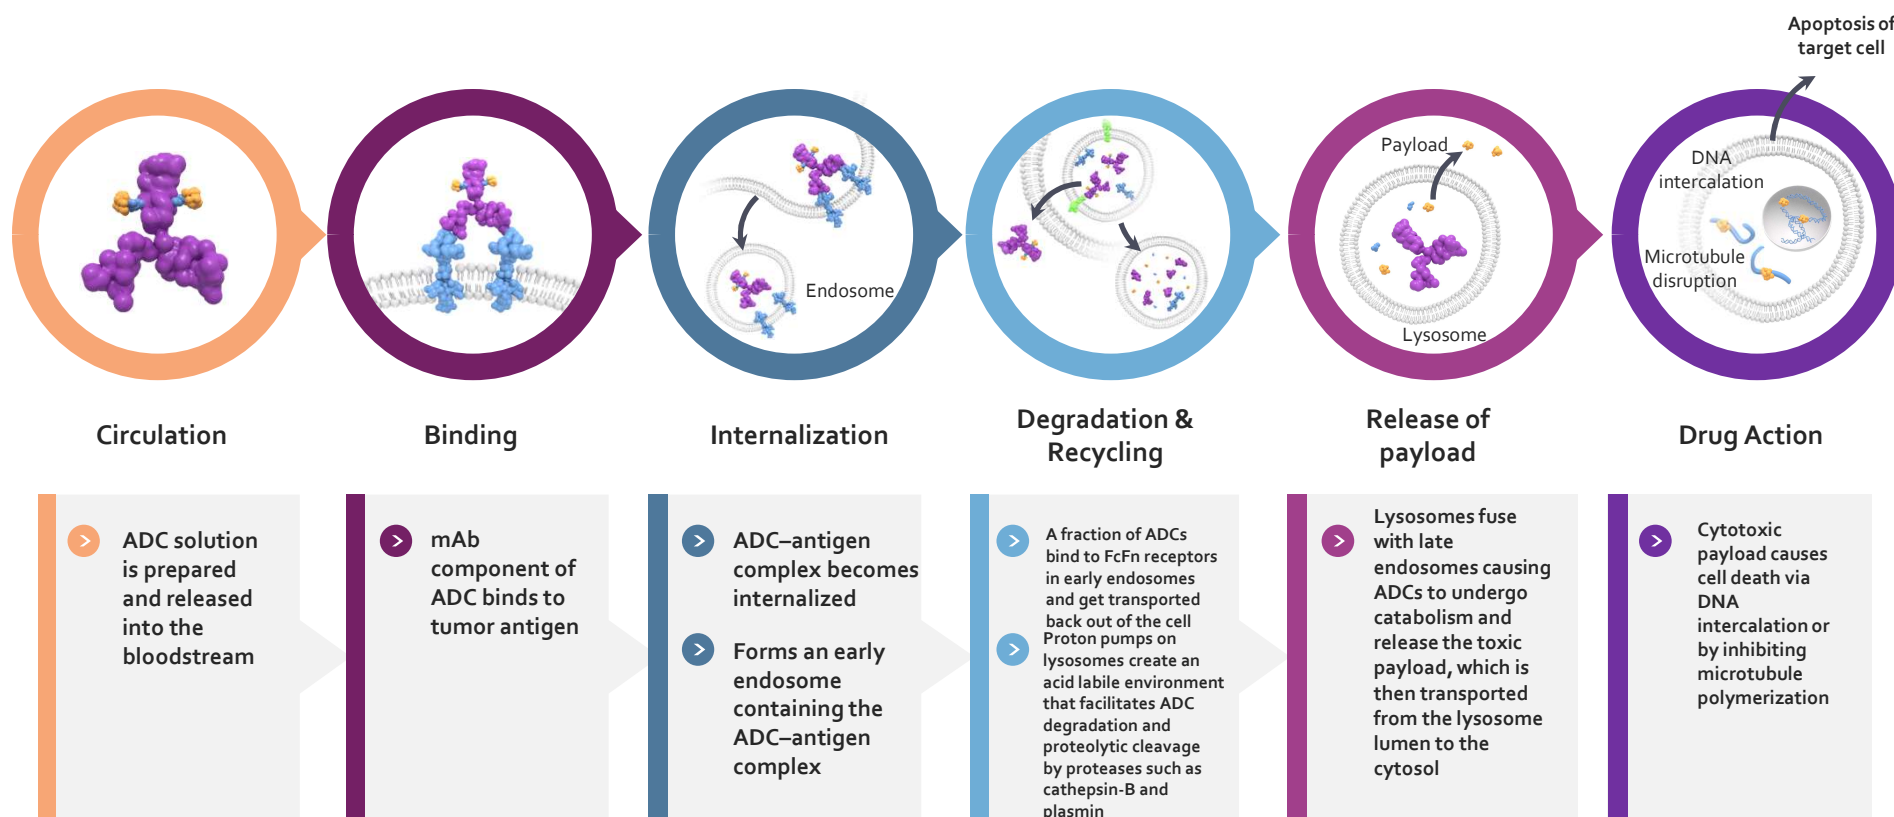 Apoptosis of
target cell
Endosome
Payload
Lysosome
DNA
intercalation
Microtubule
disruption
Circulation
Binding
Internalization
Degradation &
Recycling
Release of
payload
Drug Action
ADC solution
is prepared
and released
into the
bloodstream
mAb
component of
ADC binds to
tumor antigen
ADC–antigen
complex becomes
internalized
Forms an early
endosome
containing the
ADC–antigen
complex
A fraction of ADCs
bind to FcFn receptors
in early endosomes
and get transported
back out of the cell
Proton pumps on
lysosomes create an
acid labile environment
that facilitates ADC
degradation and
proteolytic cleavage
by proteases such as
cathepsin-B and
plasmin
Lysosomes fuse
with late
endosomes causing
ADCs to undergo
catabolism and
release the toxic
payload, which is
then transported
from the lysosome
lumen to the
cytosol
Cytotoxic
payload causes
cell death via
DNA
intercalation or
by inhibiting
microtubule
polymerization